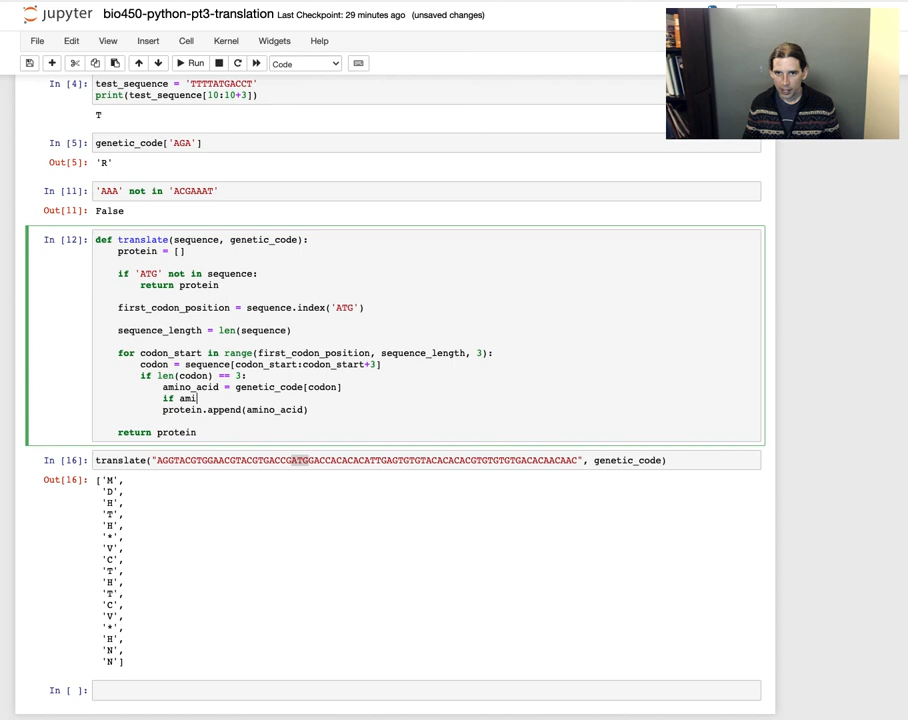 jupyter bio450-python-pt3-translation Last Checkpoint: 29 minutes ago (unsaved changes)
File Edit View Insert Cell Kernel Widgets Help
Run Code
In [4]: test_sequence = 'TTTTATGACCT'
print(test_sequence[10:10+3])
T
In [5]: genetic_code['AGA']
Out[5]: 'R'
In [11]: 'AAA' not in 'ACGAAAT'
Out[11]: False
In [12]: def translate(sequence, genetic_code):
protein = []
if 'ATG' not in sequence:
return protein
first_codon_position = sequence.index('ATG')
sequence_length = len(sequence)
for codon_start in range(first_codon_position, sequence_length, 3):
codon = sequence[codon_start:codon_start+3]
if len(codon) == 3:
amino_acid = genetic_code[codon]
if ami
protein.append(amino_acid)
return protein
In [16]: translate("AGGTACGTGGAACGTACGTGACCGATGGACCACACACATTGAGTGTGTACACACACGTGTGTGTGACACAACAAC", genetic_code)
Out[16]: ['M',
'D',
'H',
'T',
'H',
'*',
'V',
'C',
'T',
'H',
'T',
'C',
'V',
'*',
'H',
'N',
'N']
In [ ]: